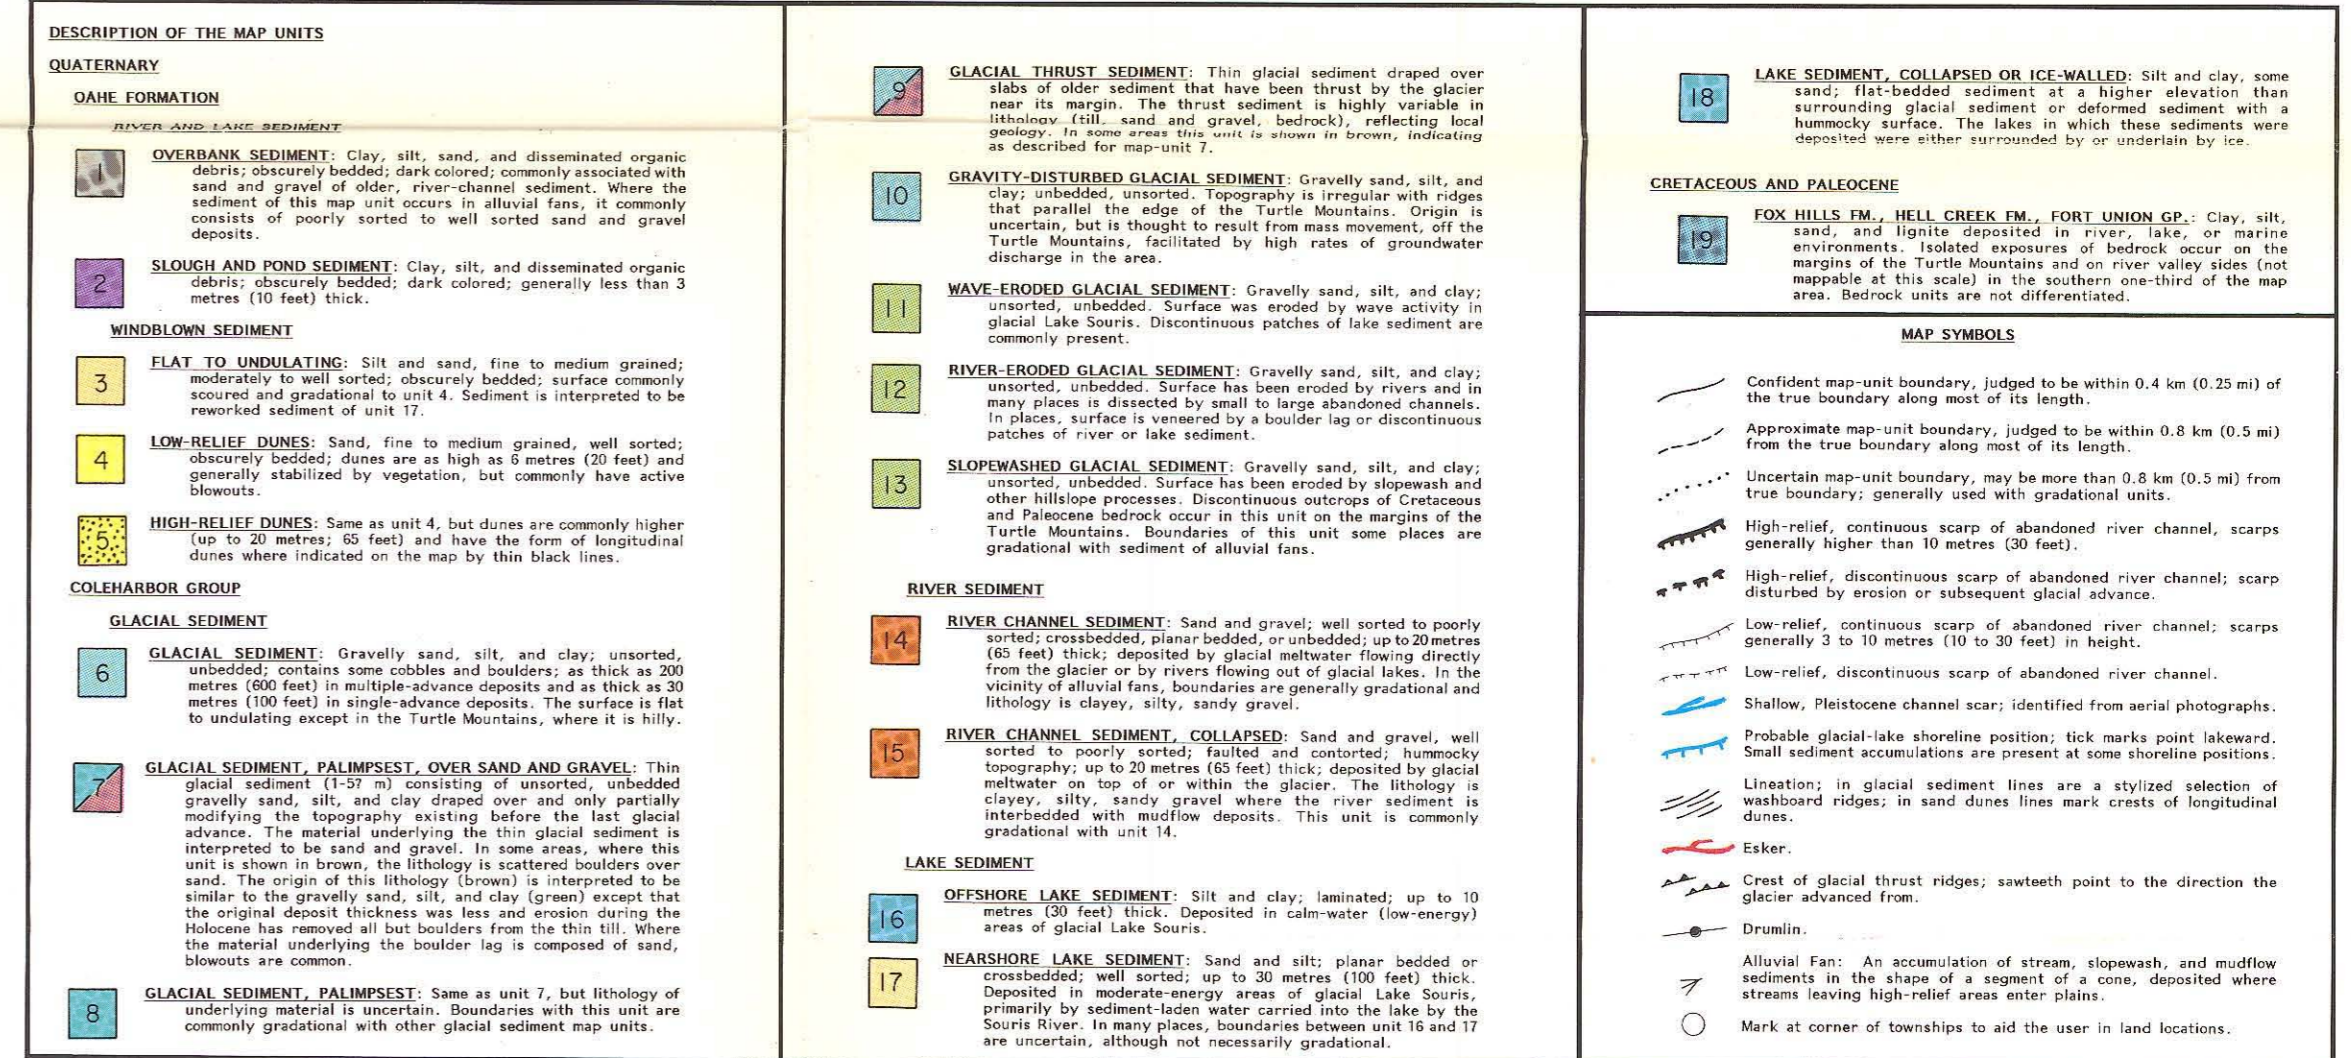 DESCRIPTION OF THE MAP UNITS
QUATERNARY
OAHE FORMATION
RIVER AND LAKE SEDIMENT
1
OVERBANK SEDIMENT: Clay, silt, sand, and disseminated organic
debris; obscurely bedded; dark colored; commonly associated with
sand and gravel of older, river-channel sediment. Where the
sediment of this map unit occurs in alluvial fans, it commonly
consists of poorly sorted to well sorted sand and gravel
deposits.
2
SLOUGH AND POND SEDIMENT: Clay, silt, and disseminated organic
debris; obscurely bedded; dark colored; generally less than 3
metres (10 feet) thick.
WINDBLOWN SEDIMENT
3
FLAT TO UNDULATING: Silt and sand, fine to medium grained;
moderately to well sorted; obscurely bedded; surface commonly
scoured and gradational to unit 4. Sediment is interpreted to be
reworked sediment of unit 17.
4
LOW-RELIEF DUNES: Sand, fine to medium grained, well sorted;
obscurely bedded; dunes are as high as 6 metres (20 feet) and
generally stabilized by vegetation, but commonly have active
blowouts.
5
HIGH-RELIEF DUNES: Same as unit 4, but dunes are commonly higher
(up to 20 metres; 65 feet) and have the form of longitudinal
dunes where indicated on the map by thin black lines.
COLEHARBOR GROUP
GLACIAL SEDIMENT
6
GLACIAL SEDIMENT: Gravelly sand, silt, and clay; unsorted,
unbedded; contains some cobbles and boulders; as thick as 200
metres (600 feet) in multiple-advance deposits and as thick as 30
metres (100 feet) in single-advance deposits. The surface is flat
to undulating except in the Turtle Mountains, where it is hilly.
7
GLACIAL SEDIMENT, PALIMPSEST, OVER SAND AND GRAVEL: Thin
glacial sediment (1-5? m) consisting of unsorted, unbedded
gravelly sand, silt, and clay draped over and only partially
modifying the topography existing before the last glacial
advance. The material underlying the thin glacial sediment is
interpreted to be sand and gravel. In some areas, where this
unit is shown in brown, the lithology is scattered boulders over
sand. The origin of this lithology (brown) is interpreted to be
similar to the gravelly sand, silt, and clay (green) except that
the original deposit thickness was less and erosion during the
Holocene has removed all but boulders from the thin till. Where
the material underlying the boulder lag is composed of sand,
blowouts are common.
8
GLACIAL SEDIMENT, PALIMPSEST: Same as unit 7, but lithology of
underlying material is uncertain. Boundaries with this unit are
commonly gradational with other glacial sediment map units.
9
GLACIAL THRUST SEDIMENT: Thin glacial sediment draped over
slabs of older sediment that have been thrust by the glacier
near its margin. The thrust sediment is highly variable in
lithology (till, sand and gravel, bedrock), reflecting local
geology. In some areas this unit is shown in brown, indicating
as described for map-unit 7.
10
GRAVITY-DISTURBED GLACIAL SEDIMENT: Gravelly sand, silt, and
clay; unbedded, unsorted. Topography is irregular with ridges
that parallel the edge of the Turtle Mountains. Origin is
uncertain, but is thought to result from mass movement, off the
Turtle Mountains, facilitated by high rates of groundwater
discharge in the area.
11
WAVE-ERODED GLACIAL SEDIMENT: Gravelly sand, silt, and clay;
unsorted, unbedded. Surface was eroded by wave activity in
glacial Lake Souris. Discontinuous patches of lake sediment are
commonly present.
12
RIVER-ERODED GLACIAL SEDIMENT: Gravelly sand, silt, and clay;
unsorted, unbedded. Surface has been eroded by rivers and in
many places is dissected by small to large abandoned channels.
In places, surface is veneered by a boulder lag or discontinuous
patches of river or lake sediment.
13
SLOPEWASHED GLACIAL SEDIMENT: Gravelly sand, silt, and clay;
unsorted, unbedded. Surface has been eroded by slopewash and
other hillslope processes. Discontinuous outcrops of Cretaceous
and Paleocene bedrock occur in this unit on the margins of the
Turtle Mountains. Boundaries of this unit some places are
gradational with sediment of alluvial fans.
RIVER SEDIMENT
14
RIVER CHANNEL SEDIMENT: Sand and gravel; well sorted to poorly
sorted; crossbedded, planar bedded, or unbedded; up to 20 metres
(65 feet) thick; deposited by glacial meltwater flowing directly
from the glacier or by rivers flowing out of glacial lakes. In the
vicinity of alluvial fans, boundaries are generally gradational and
lithology is clayey, silty, sandy gravel.
15
RIVER CHANNEL SEDIMENT, COLLAPSED: Sand and gravel, well
sorted to poorly sorted; faulted and contorted; hummocky
topography; up to 20 metres (65 feet) thick; deposited by glacial
meltwater on top of or within the glacier. The lithology is
clayey, silty, sandy gravel where the river sediment is
interbedded with mudflow deposits. This unit is commonly
gradational with unit 14.
LAKE SEDIMENT
16
OFFSHORE LAKE SEDIMENT: Silt and clay; laminated; up to 10
metres (30 feet) thick. Deposited in calm-water (low-energy)
areas of glacial Lake Souris.
17
NEARSHORE LAKE SEDIMENT: Sand and silt; planar bedded or
crossbedded; well sorted; up to 30 metres (100 feet) thick.
Deposited in moderate-energy areas of glacial Lake Souris,
primarily by sediment-laden water carried into the lake by the
Souris River. In many places, boundaries between unit 16 and 17
are uncertain, although not necessarily gradational.
18
LAKE SEDIMENT, COLLAPSED OR ICE-WALLED: Silt and clay, some
sand; flat-bedded sediment at a higher elevation than
surrounding glacial sediment or deformed sediment with a
hummocky surface. The lakes in which these sediments were
deposited were either surrounded by or underlain by ice.
CRETACEOUS AND PALEOCENE
19
FOX HILLS FM., HELL CREEK FM., FORT UNION GP.: Clay, silt,
sand, and lignite deposited in river, lake, or marine
environments. Isolated exposures of bedrock occur on the
margins of the Turtle Mountains and on river valley sides (not
mappable at this scale) in the southern one-third of the map
area. Bedrock units are not differentiated.
MAP SYMBOLS
Confident map-unit boundary, judged to be within 0.4 km (0.25 mi) of
the true boundary along most of its length.
Approximate map-unit boundary, judged to be within 0.8 km (0.5 mi)
from the true boundary along most of its length.
Uncertain map-unit boundary, may be more than 0.8 km (0.5 mi) from
true boundary; generally used with gradational units.
High-relief, continuous scarp of abandoned river channel, scarps
generally higher than 10 metres (30 feet).
High-relief, discontinuous scarp of abandoned river channel; scarp
disturbed by erosion or subsequent glacial advance.
Low-relief, continuous scarp of abandoned river channel; scarps
generally 3 to 10 metres (10 to 30 feet) in height.
Low-relief, discontinuous scarp of abandoned river channel.
Shallow, Pleistocene channel scar; identified from aerial photographs.
Probable glacial-lake shoreline position; tick marks point lakeward.
Small sediment accumulations are present at some shoreline positions.
Lineation; in glacial sediment lines are a stylized selection of
washboard ridges; in sand dunes lines mark crests of longitudinal
dunes.
Esker.
Crest of glacial thrust ridges; sawteeth point to the direction the
glacier advanced from.
Drumlin.
Alluvial Fan: An accumulation of stream, slopewash, and mudflow
sediments in the shape of a segment of a cone, deposited where
streams leaving high-relief areas enter plains.
Mark at corner of townships to aid the user in land locations.